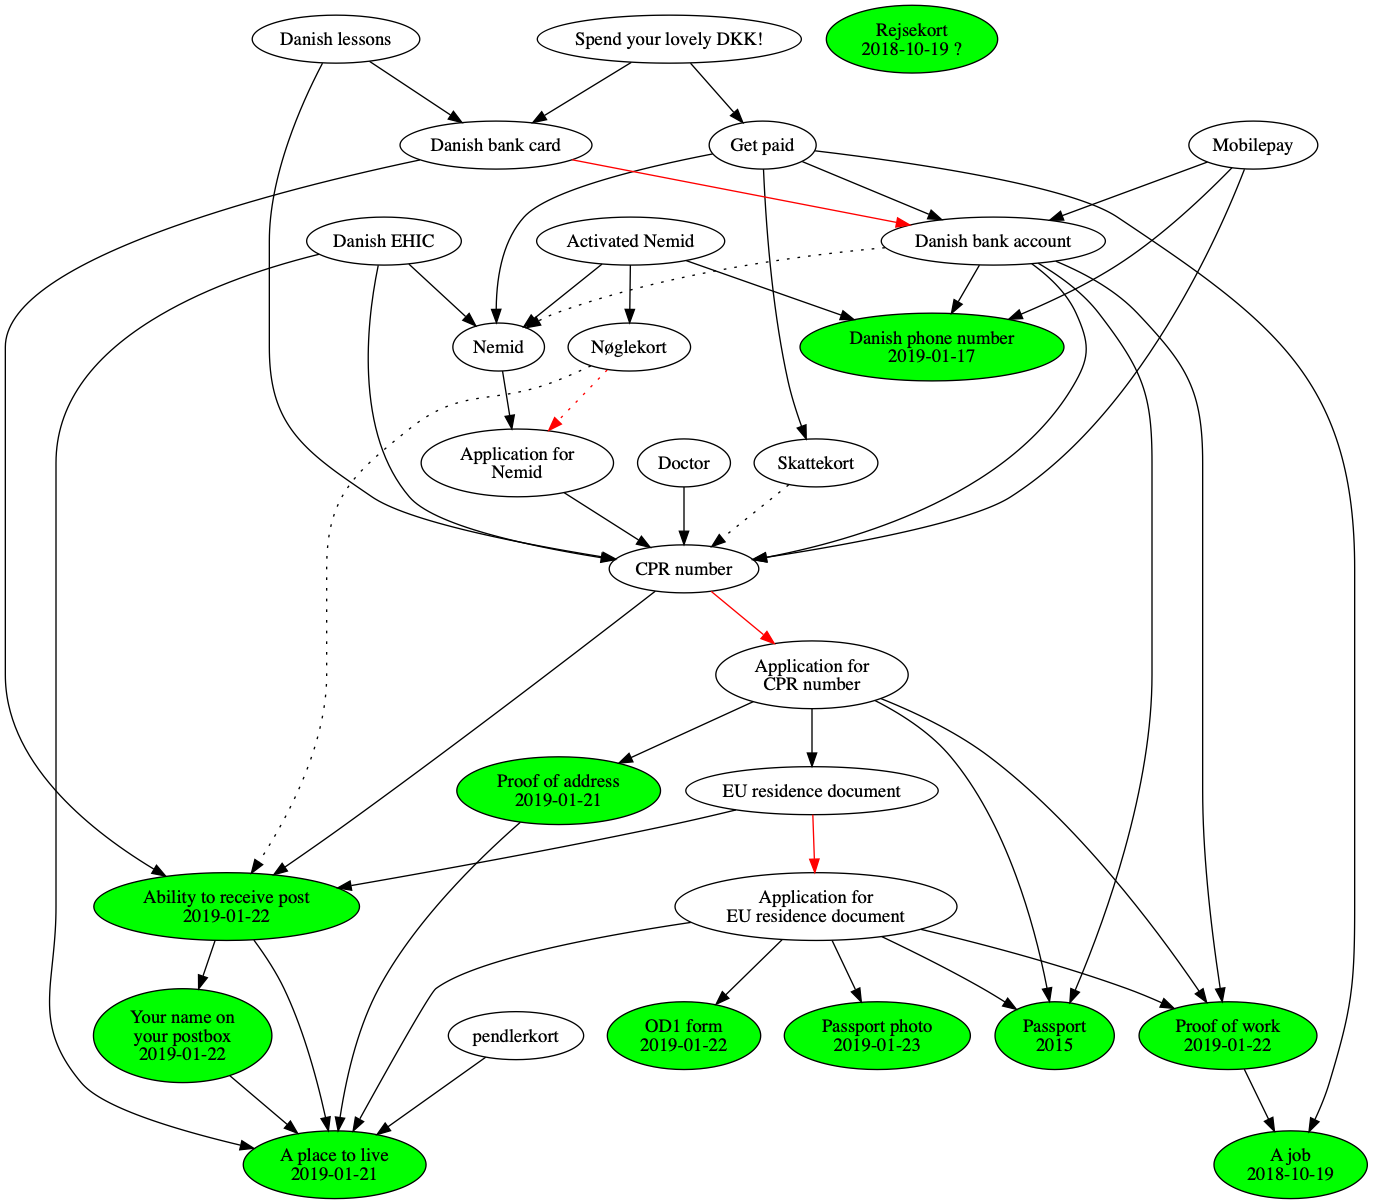 Danish lessons
Spend your lovely DKK!
Rejsekort
2018-10-19 ?
Danish bank card
Get paid
Mobilepay
Danish EHIC
Activated Nemid
Danish bank account
Nemid
Nøglekort
Danish phone number
2019-01-17
Application for
Nemid
Doctor
Skattekort
CPR number
Application for
CPR number
Proof of address
2019-01-21
EU residence document
Ability to receive post
2019-01-22
Application for
EU residence document
Your name on
your postbox
2019-01-22
pendlerkort
OD1 form
2019-01-22
Passport photo
2019-01-23
Passport
2015
Proof of work
2019-01-22
A place to live
2019-01-21
A job
2018-10-19